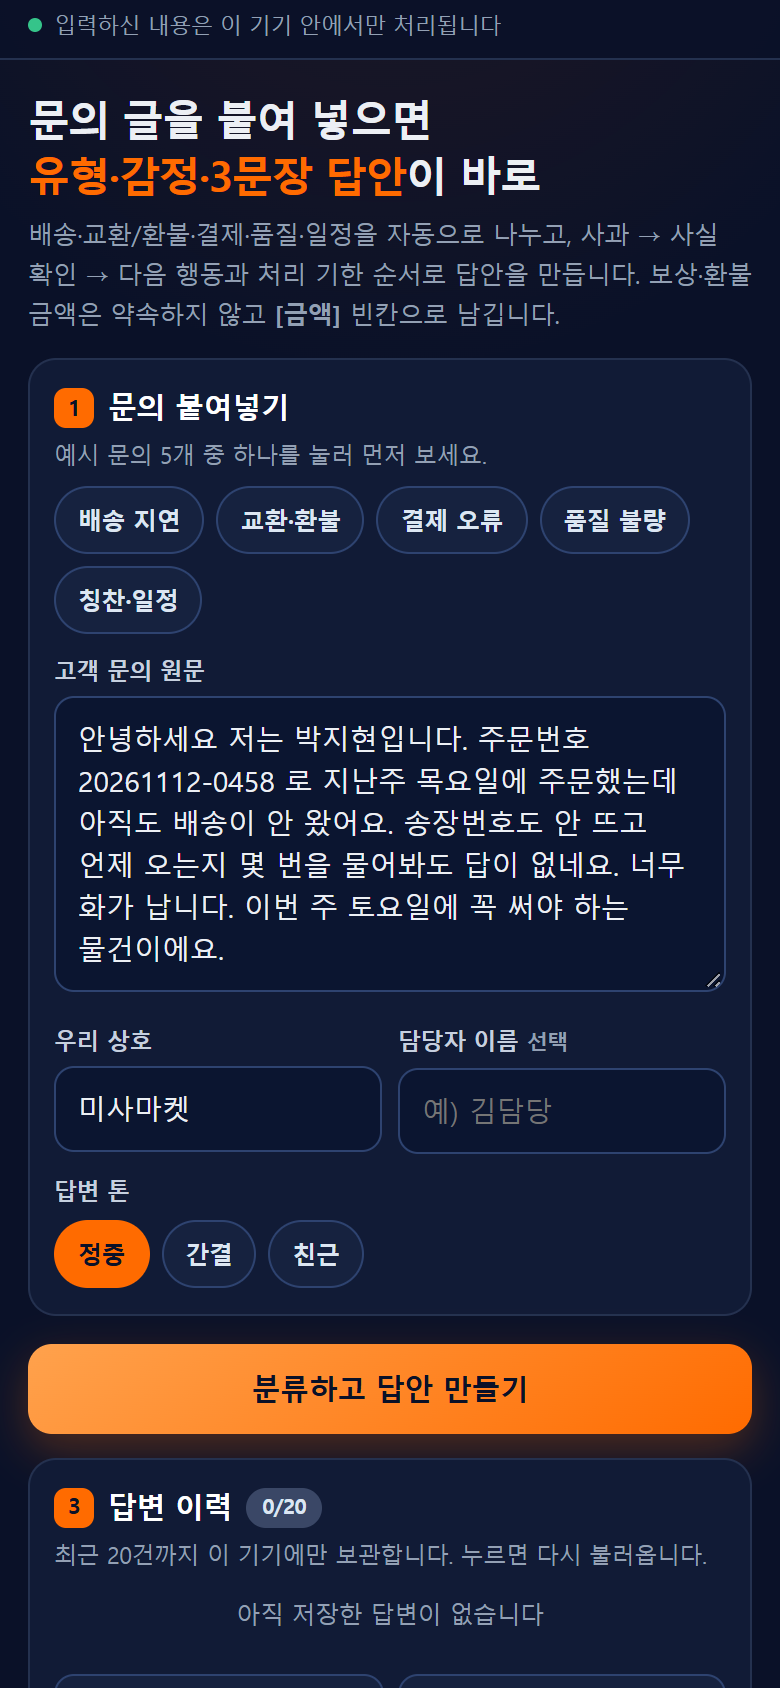 입력하신 내용은 이 기기 안에서만 처리됩니다
문의 글을 붙여 넣으면
유형·감정·3문장 답안이 바로
배송·교환/환불·결제·품질·일정을 자동으로 나누고, 사과 → 사실
확인 → 다음 행동과 처리 기한 순서로 답안을 만듭니다. 보상·환불
금액은 약속하지 않고 [금액] 빈칸으로 남깁니다.
1 문의 붙여넣기
예시 문의 5개 중 하나를 눌러 먼저 보세요.
배송 지연 교환·환불 결제 오류 품질 불량
칭찬·일정
고객 문의 원문
안녕하세요 저는 박지현입니다. 주문번호
20261112-0458 로 지난주 목요일에 주문했는데
아직도 배송이 안 왔어요. 송장번호도 안 뜨고
언제 오는지 몇 번을 물어봐도 답이 없네요. 너무
화가 납니다. 이번 주 토요일에 꼭 써야 하는
물건이에요.
우리 상호 담당자 이름 선택
미사마켓 예) 김담당
답변 톤
정중 간결 친근
분류하고 답안 만들기
3 답변 이력 0/20
최근 20건까지 이 기기에만 보관합니다. 누르면 다시 불러옵니다.
아직 저장한 답변이 없습니다